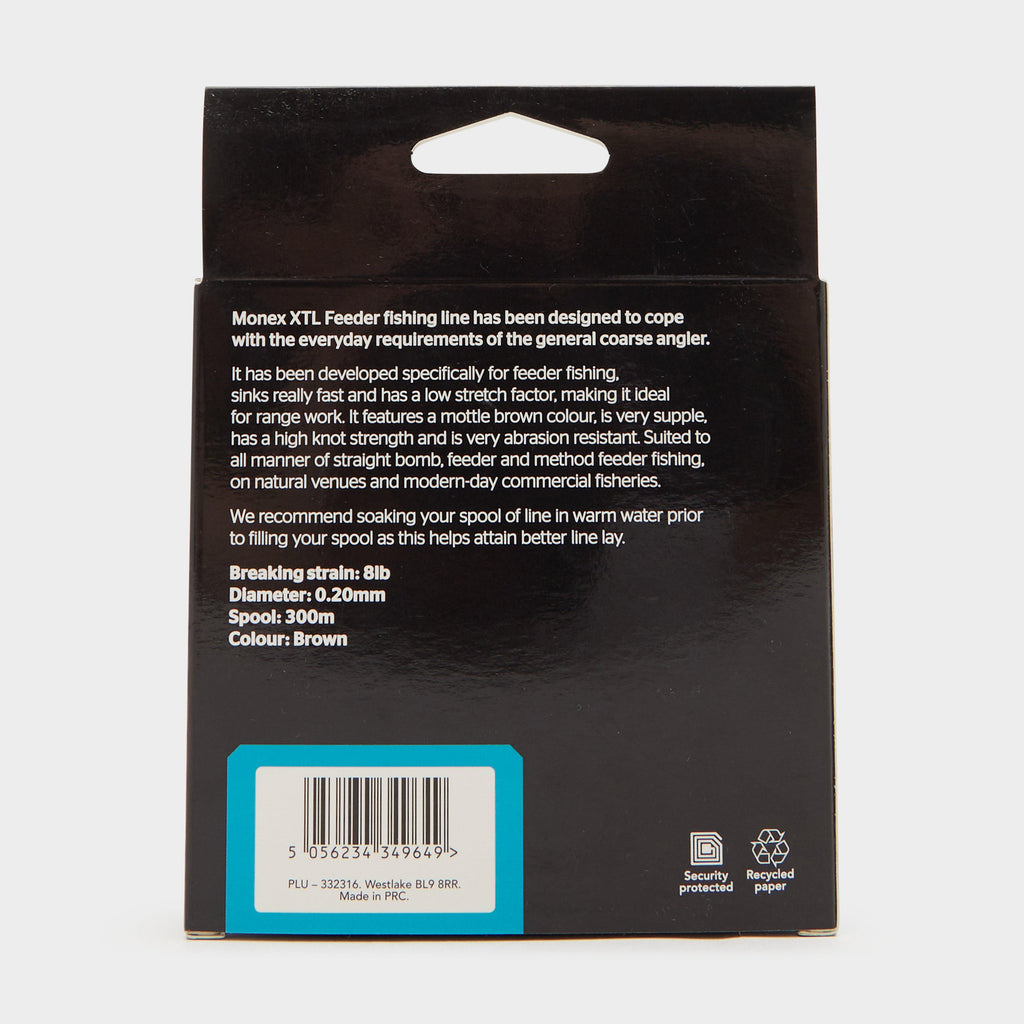 Monex XTL Feeder fishing line has been designed to cope
with the everyday requirements of the general coarse angler.
It has been developed specifically for feeder fishing,
sinks really fast and has a low stretch factor, making it ideal
for range work. It features a mottle brown colour, is very supple,
has a high knot strength and is very abrasion resistant. Suited to
all manner of straight bomb, feeder and method feeder fishing,
on natural venues and modern-day commercial fisheries.
We recommend soaking your spool of line in warm water prior
to filling your spool as this helps attain better line lay.
Breaking strain: 8lb
Diameter: 0.20mm
Spool: 300m
Colour: Brown
5 056234 349649 >
PLU – 332316. Westlake BL9 8RR.
Made in PRC.
Security
protected
Recycled
paper